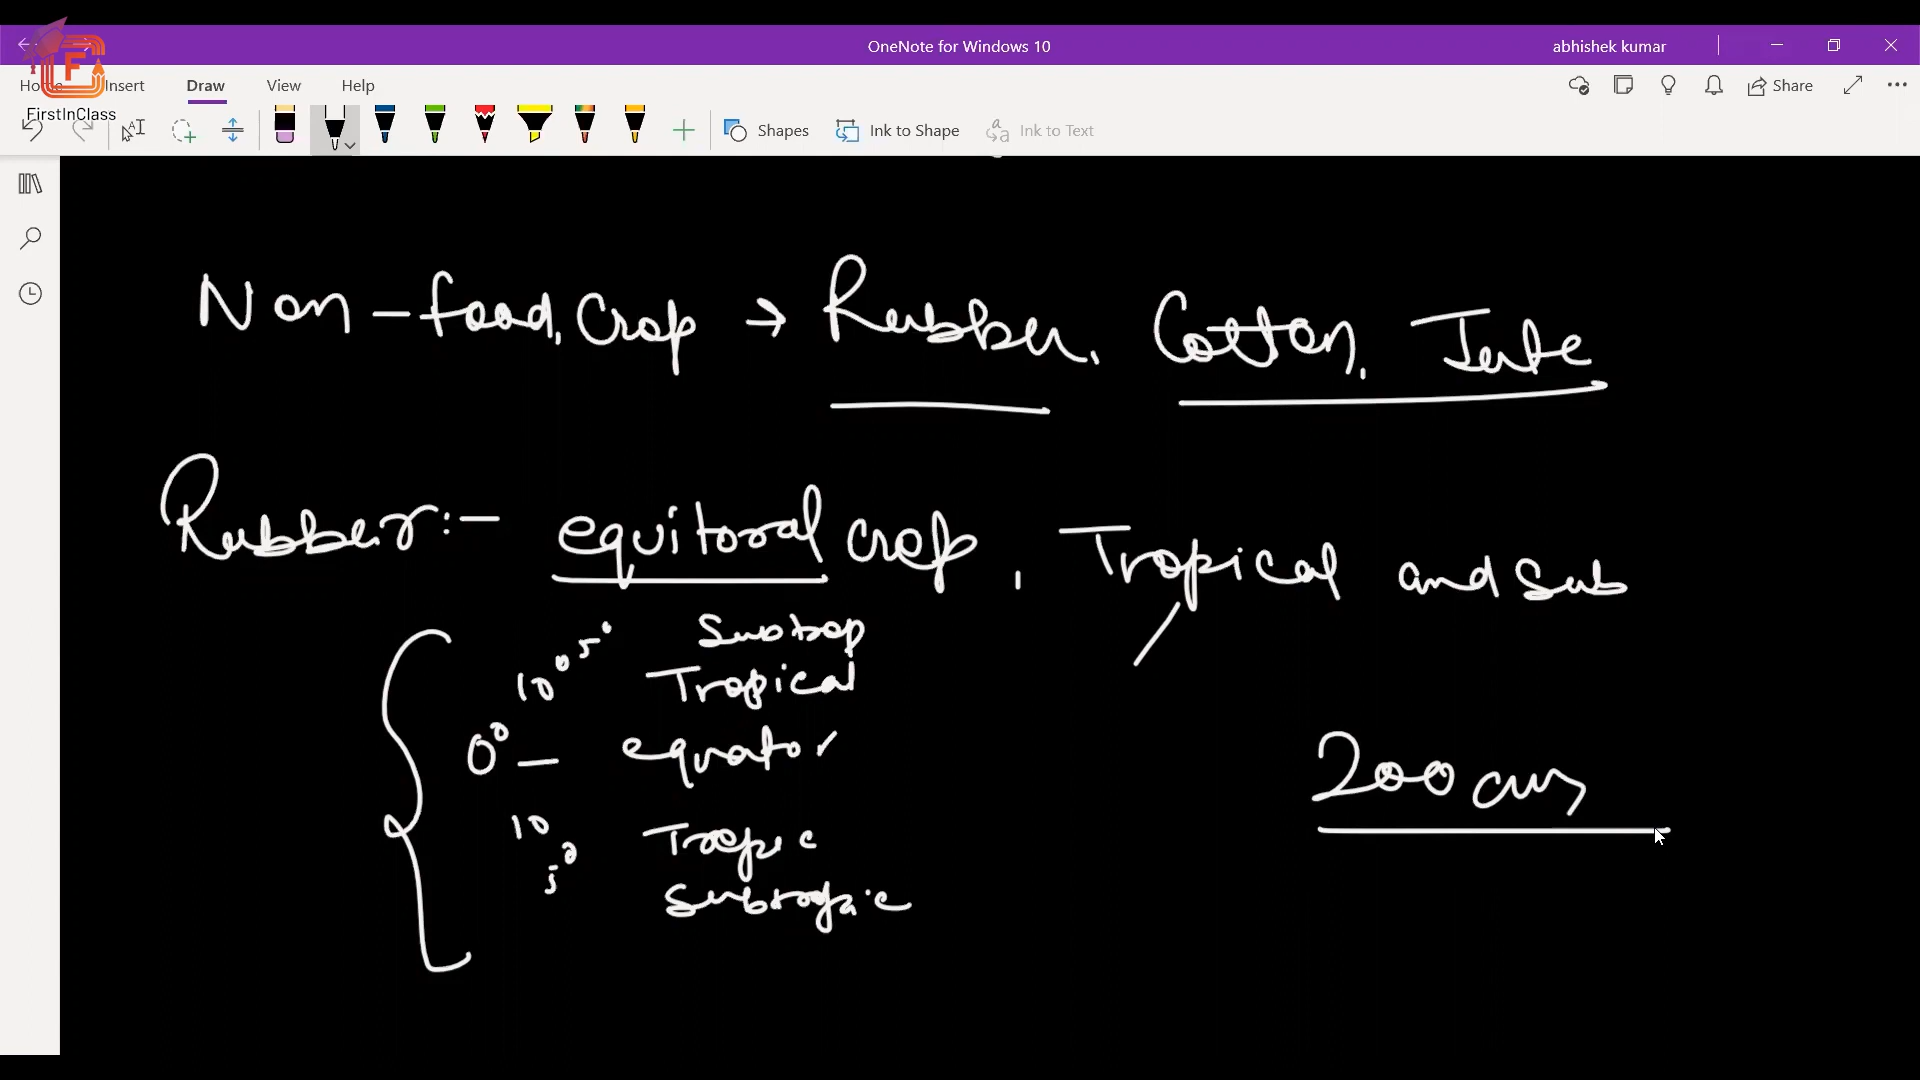 OneNote for Windows 10
abhishek kumar
Home Insert Draw View Help
Share
FirstInClass
Shapes Ink to Shape Ink to Text
Non-food Crop → Rubber, Cotton, Jute
Rubber:- equitoral crop, Tropical and Sub
Subtrop
10° 5° Tropical
0° — equator
10 Tropic
5° Subtropic
200 cm